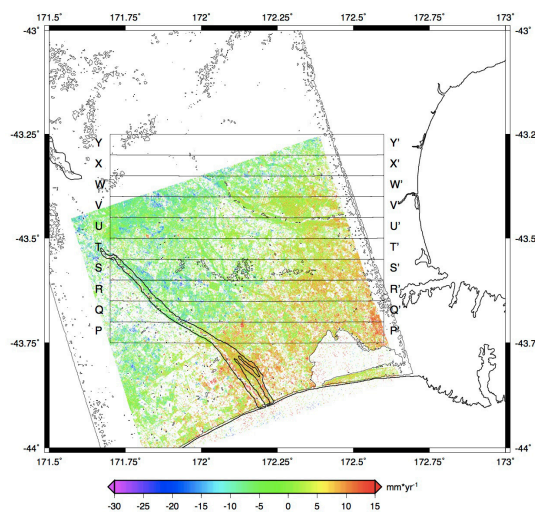 171.5˚ 171.75˚ 172˚ 172.25˚ 172.5˚ 172.75˚ 173˚
-43˚ -43˚
-43.25˚ -43.2
Y Y'
X X'
W W'
V V'
U U'
-43.5˚ T T' -43.5
S S'
R R'
Q Q'
P P'
-43.75˚ -43.7
-44˚ -44˚
171.5˚ 171.75˚ 172˚ 172.25˚ 172.5˚ 172.75˚ 173˚
mm*yr⁻¹
-30 -25 -20 -15 -10 -5 0 5 10 15